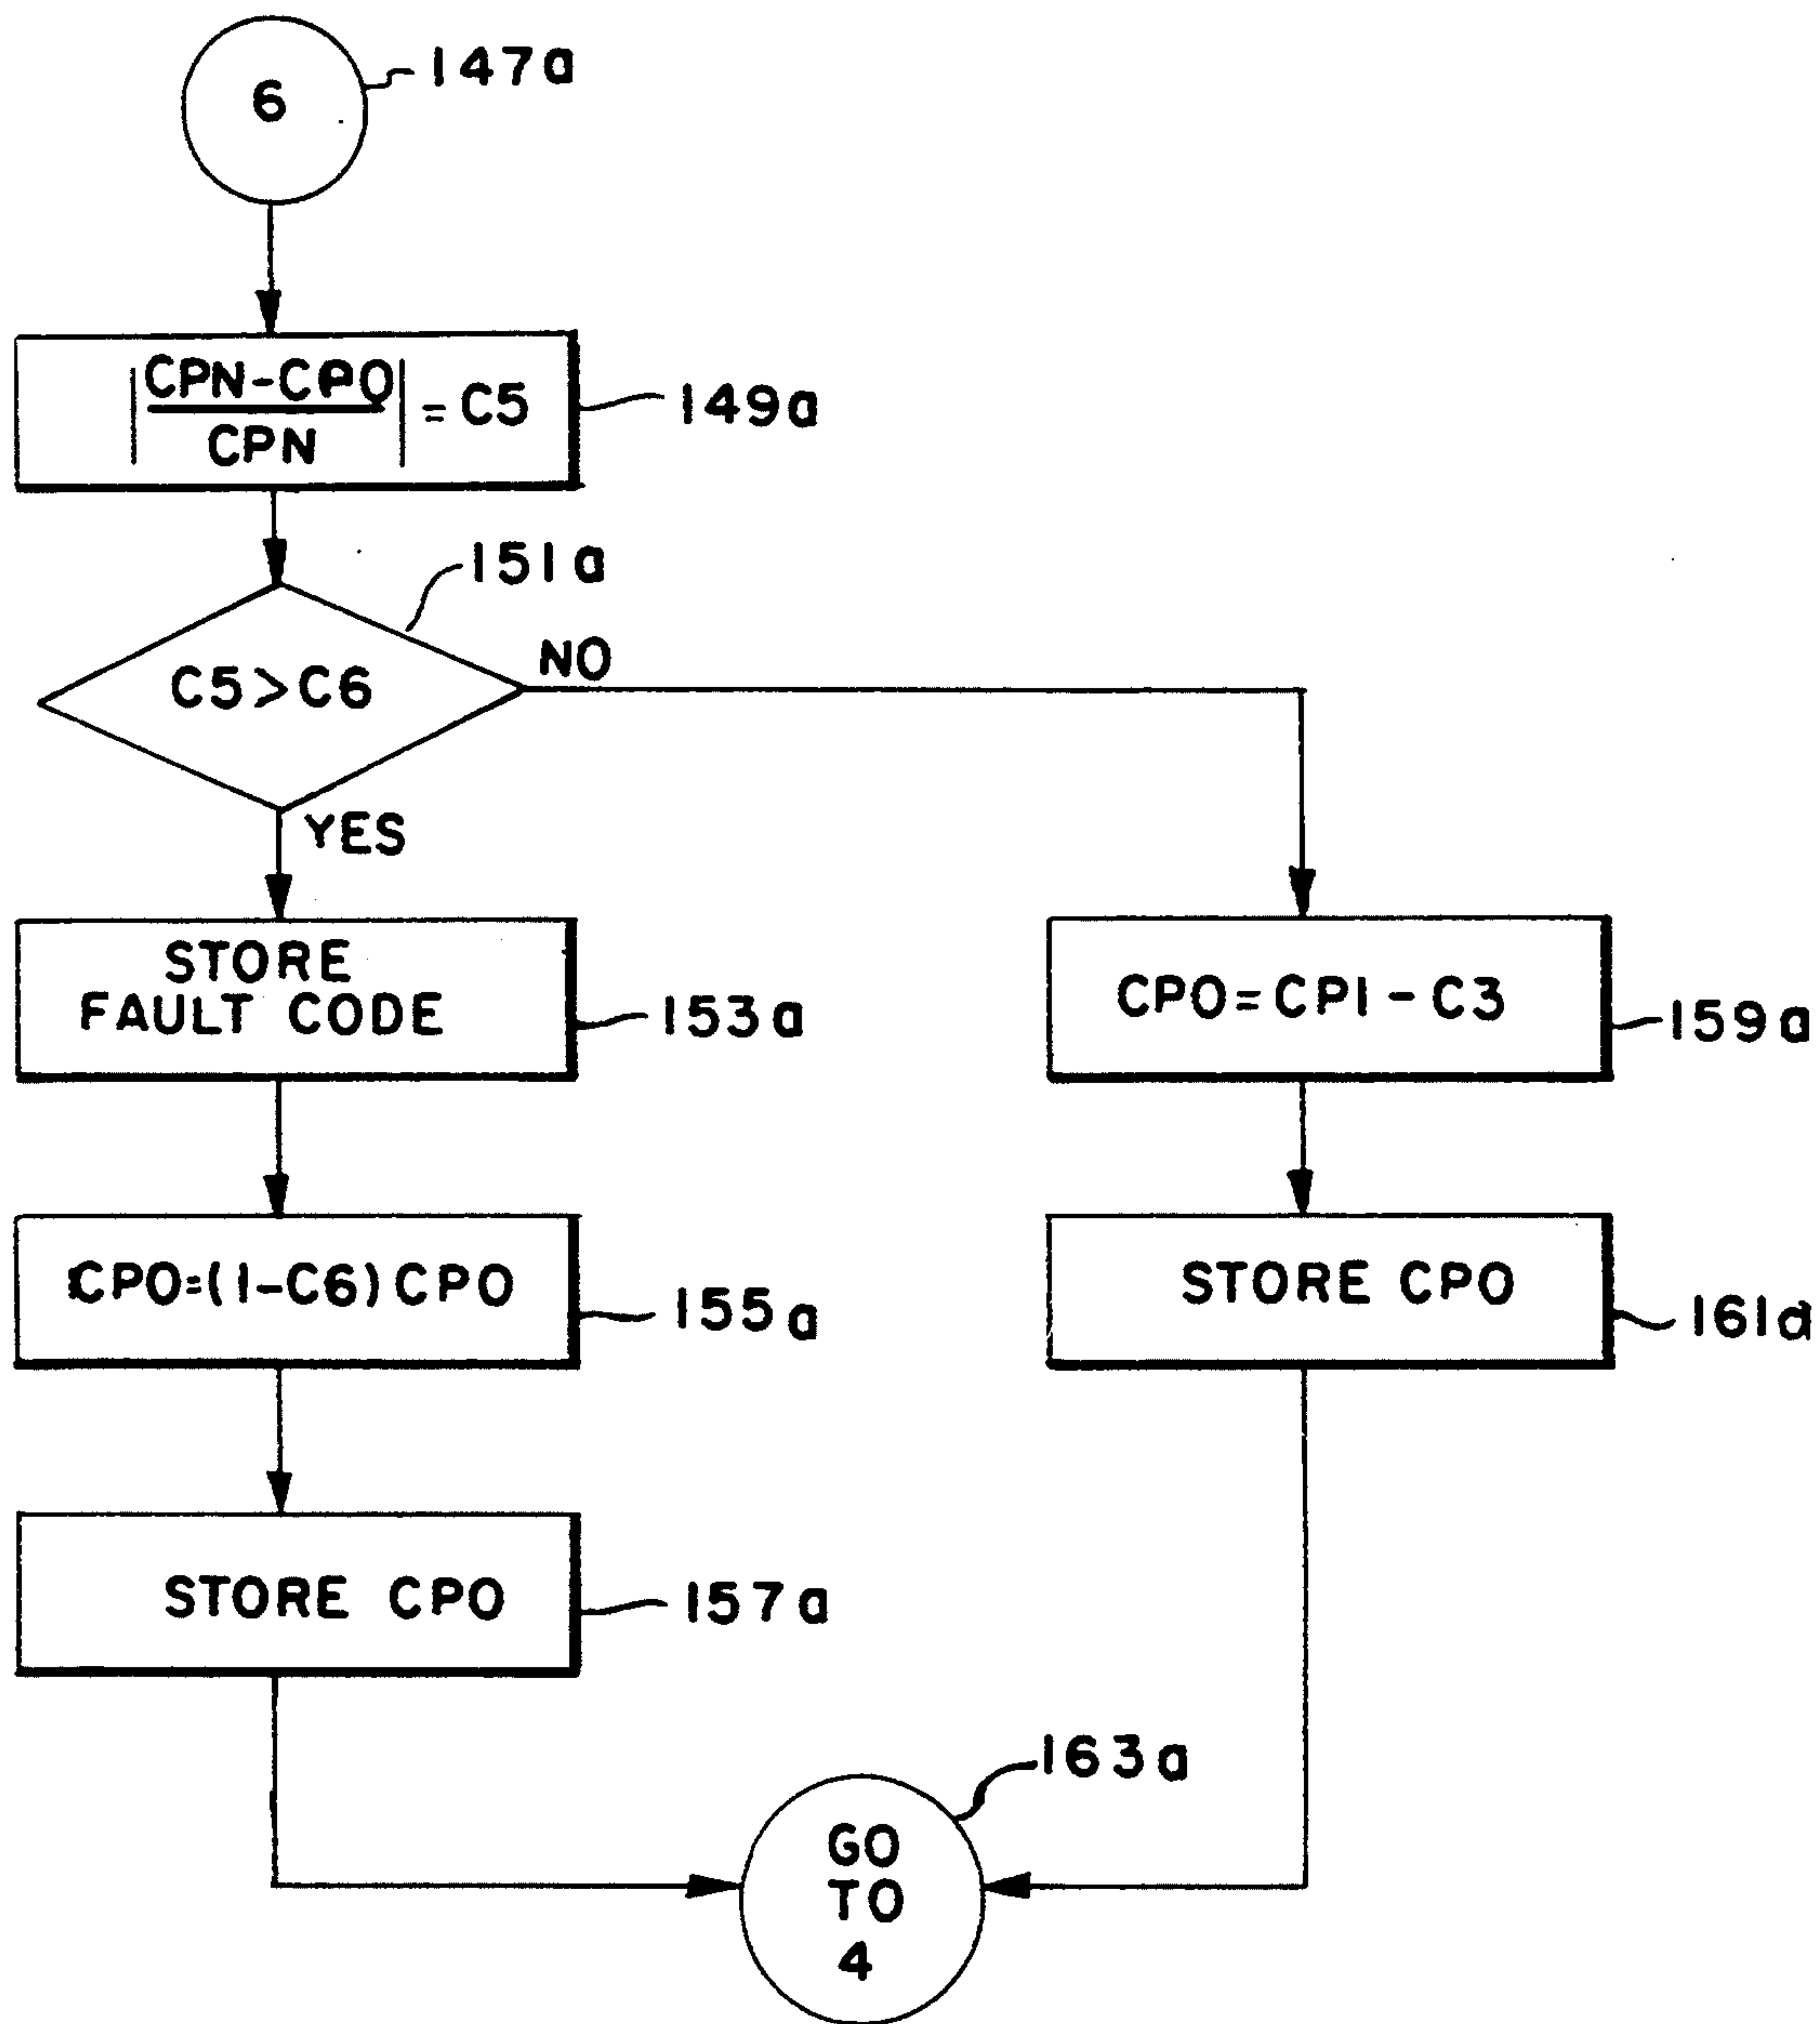 6
147a
|CPN-CPO|
CPN
= C5
149a
151a
C5>C6
NO
YES
STORE
FAULT CODE
153a
CPO=CP1-C3
159a
CPO=(1-C6)CPO
155a
STORE CPO
161a
STORE CPO
157a
163a
GO
TO
4